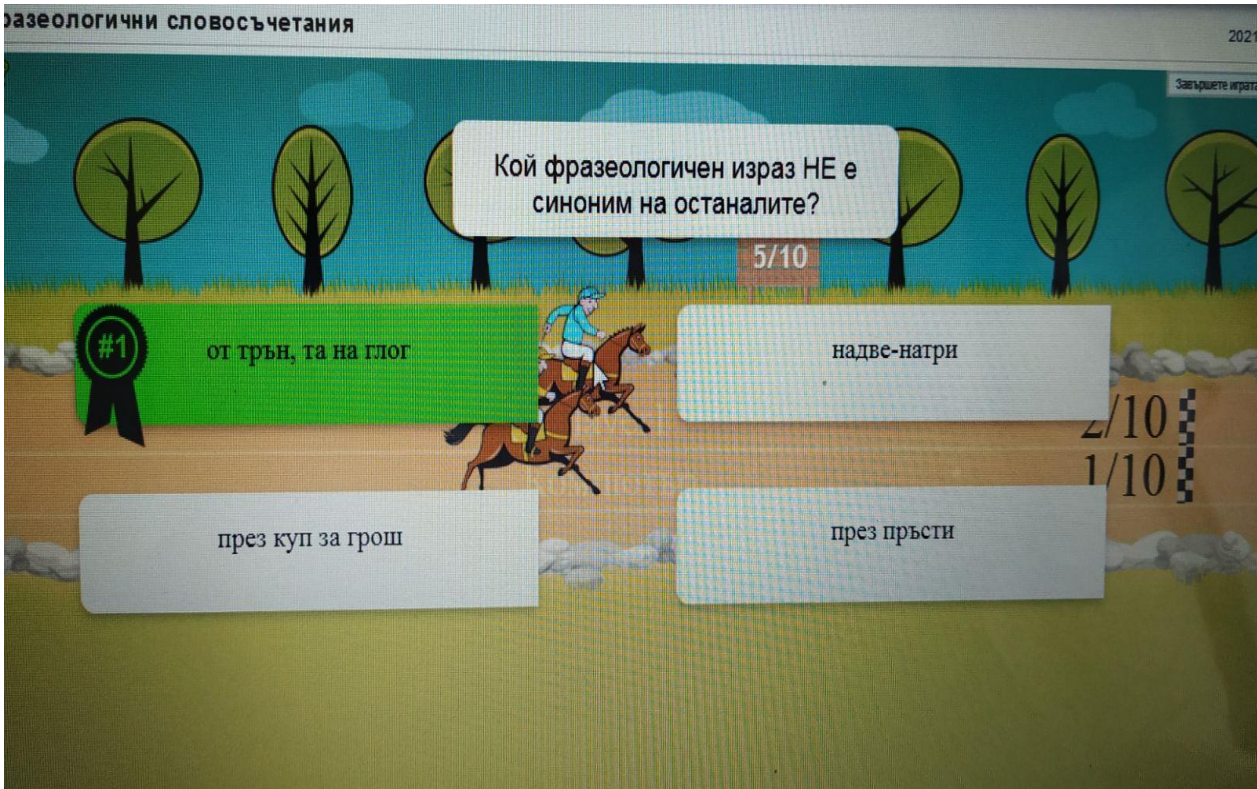 разеологични словосъчетания
2021
Завършете играта
Кой фразеологичен израз НЕ е
синоним на останалите?
5/10
#1
от трън, та на глог
надве-натри
2/10
1/10
през куп за грош
през пръсти